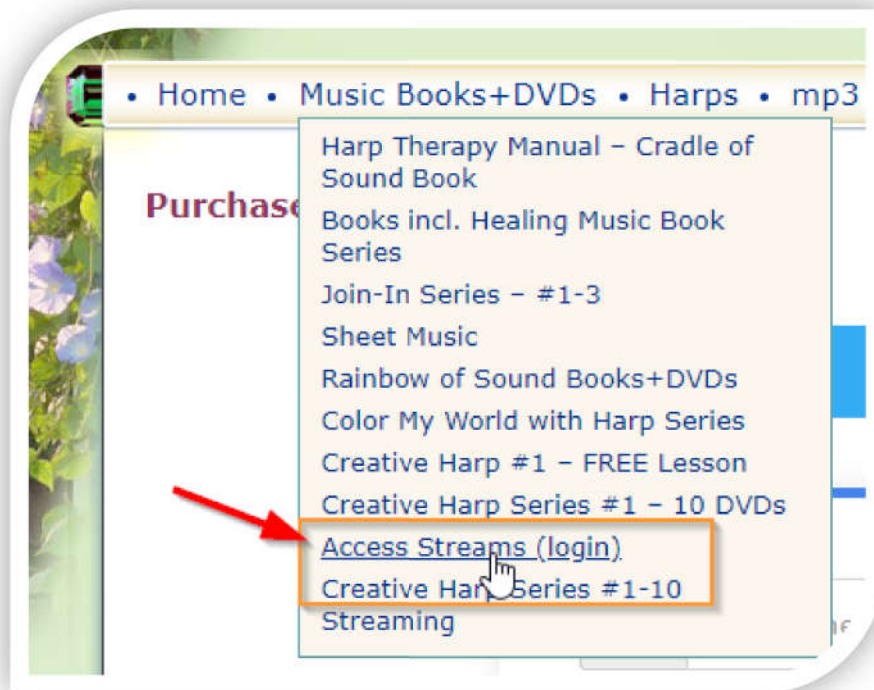 • Home • Music Books+DVDs • Harps • mp3
Purchase
Harp Therapy Manual – Cradle of
Sound Book
Books incl. Healing Music Book
Series
Join-In Series – #1-3
Sheet Music
Rainbow of Sound Books+DVDs
Color My World with Harp Series
Creative Harp #1 – FREE Lesson
Creative Harp Series #1 – 10 DVDs
Access Streams (login)
Creative Harp Series #1-10
Streaming